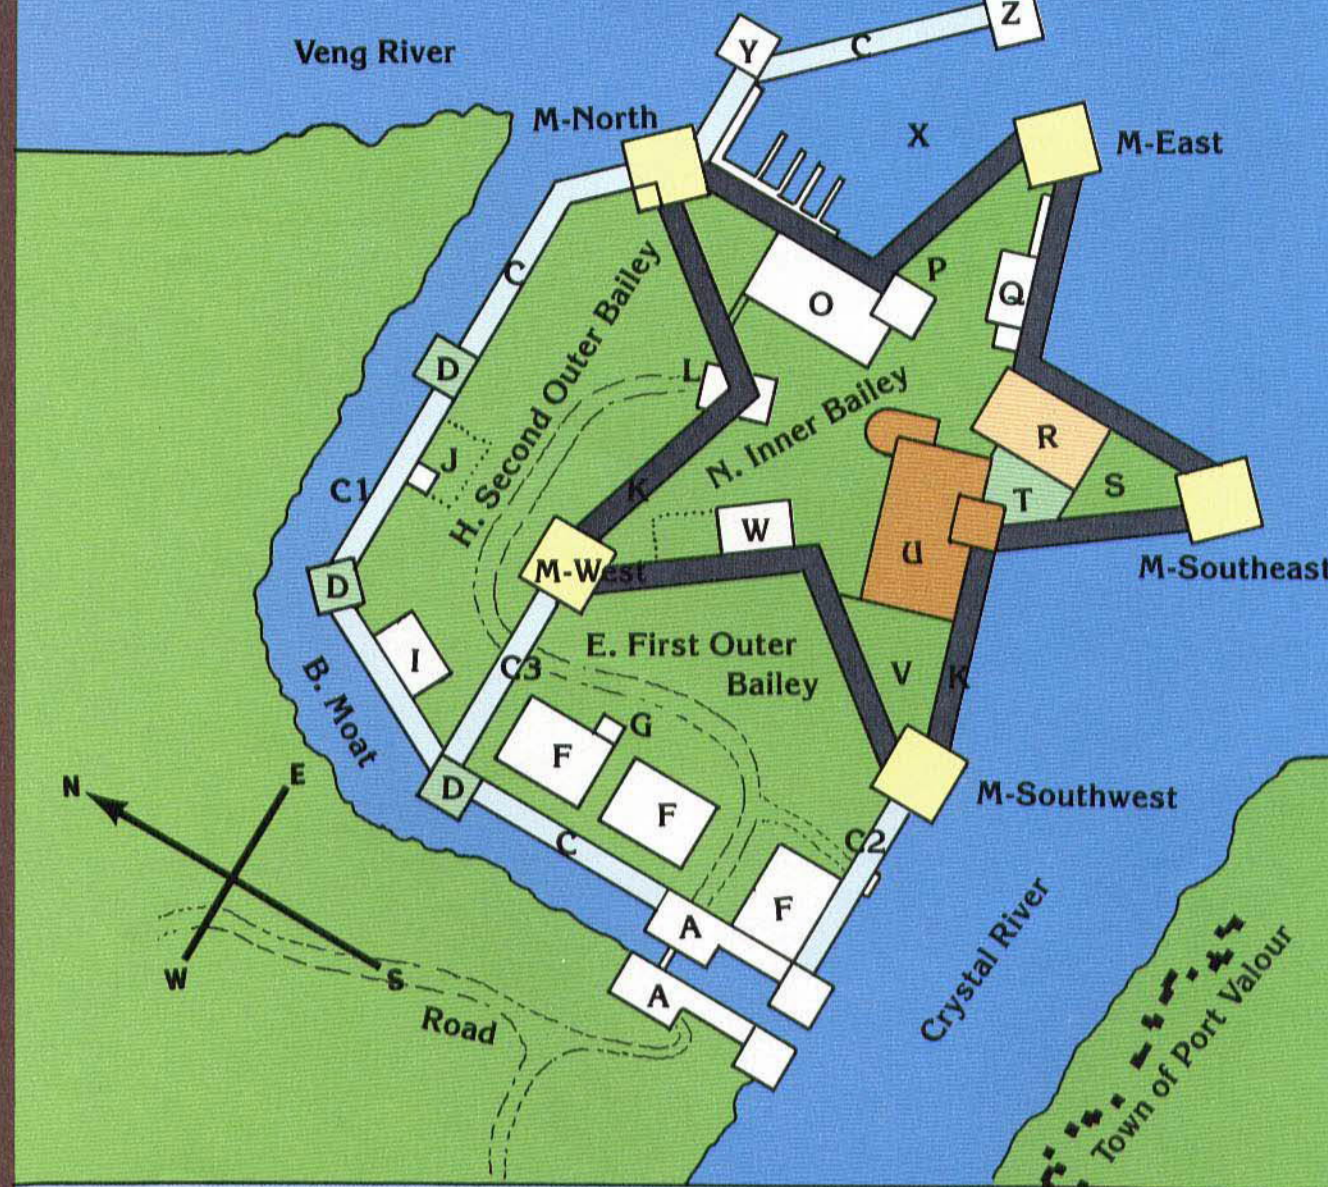 Z
Y
C
Veng River
M-North
X
M-East
C
P
H. Second Outer Bailey
Q
O
D
L
N. Inner Bailey
R
J
C1
K
S
T
W
U
M-West
M-Southeast
D
E. First Outer
Bailey
I
C3
V
K
B. Moat
G
F
D
N
E
M-Southwest
F
C
C2
F
A
W
S
A
Road
Crystal River
Town of Port Valour